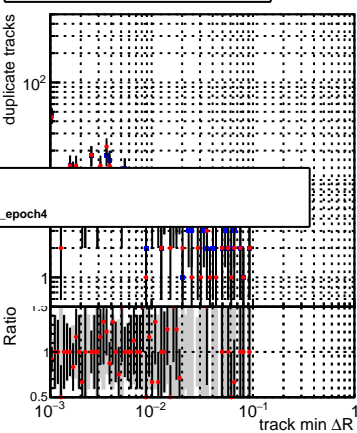 duplicate tracks
10²
_epoch4
1
1.5
Ratio
1
0.5
10⁻³
10⁻²
10⁻¹
1
track min ΔR